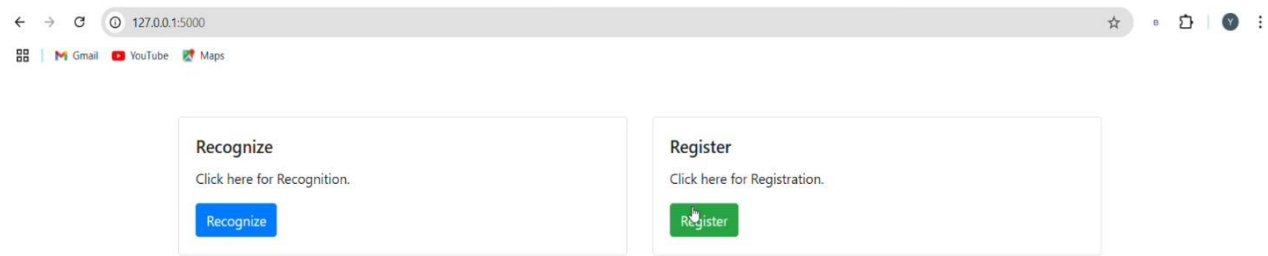 127.0.0.1:5000
B
Y
Gmail YouTube Maps
Recognize
Click here for Recognition.
Recognize
Register
Click here for Registration.
Register